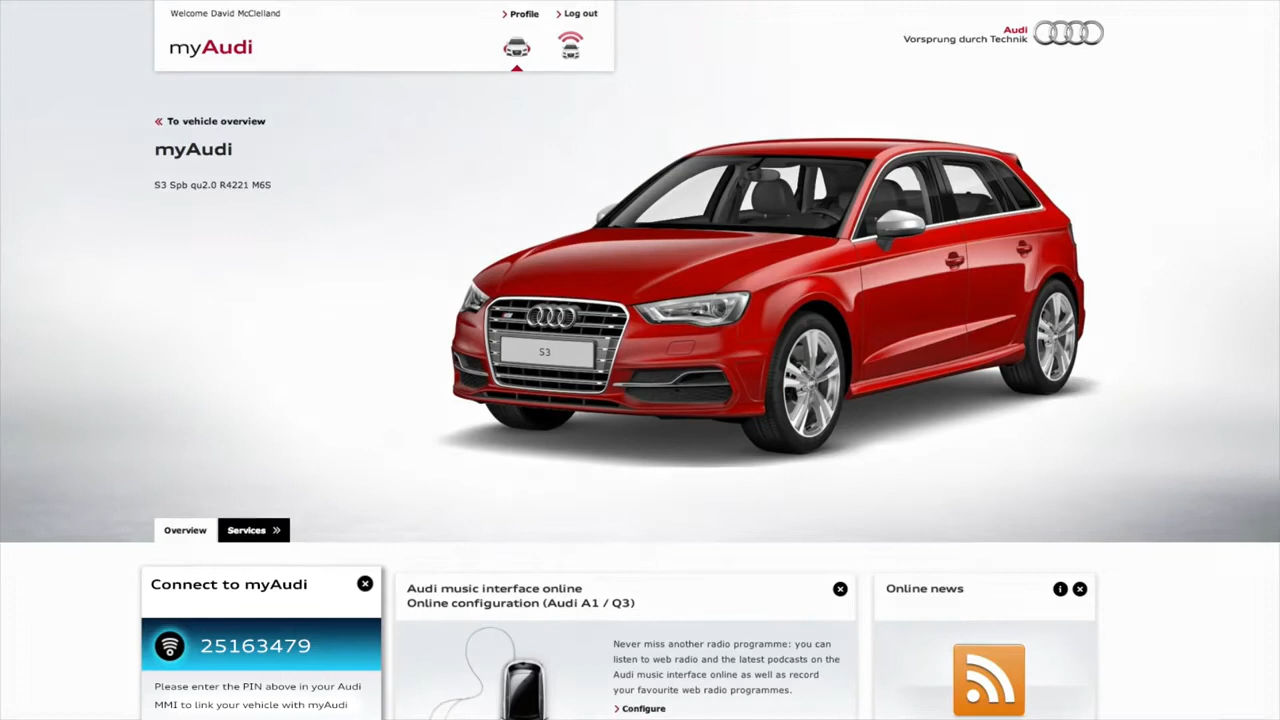 Welcome David McClelland
Profile
Log out
myAudi
Audi
Vorsprung durch Technik
To vehicle overview
myAudi
S3 Spb qu2.0 R4221 M6S
S3
Overview
Services
Connect to myAudi
25163479
Please enter the PIN above in your Audi
MMI to link your vehicle with myAudi
Audi music interface online
Online configuration (Audi A1 / Q3)
Never miss another radio programme: you can
listen to web radio and the latest podcasts on the
Audi music interface online as well as record
your favourite web radio programmes.
Configure
Online news
i